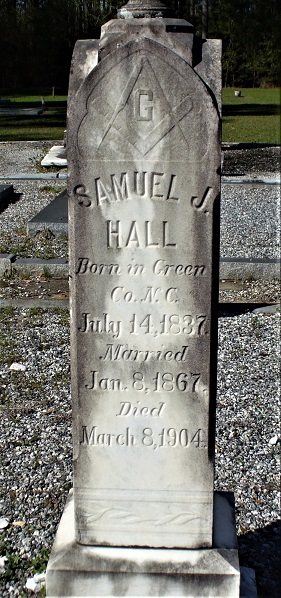 G
SAMUEL J.
HALL
Born in Green
Co. N.C.
July 14, 1837.
Married
Jan. 8, 1867.
Died
March 8, 1904.